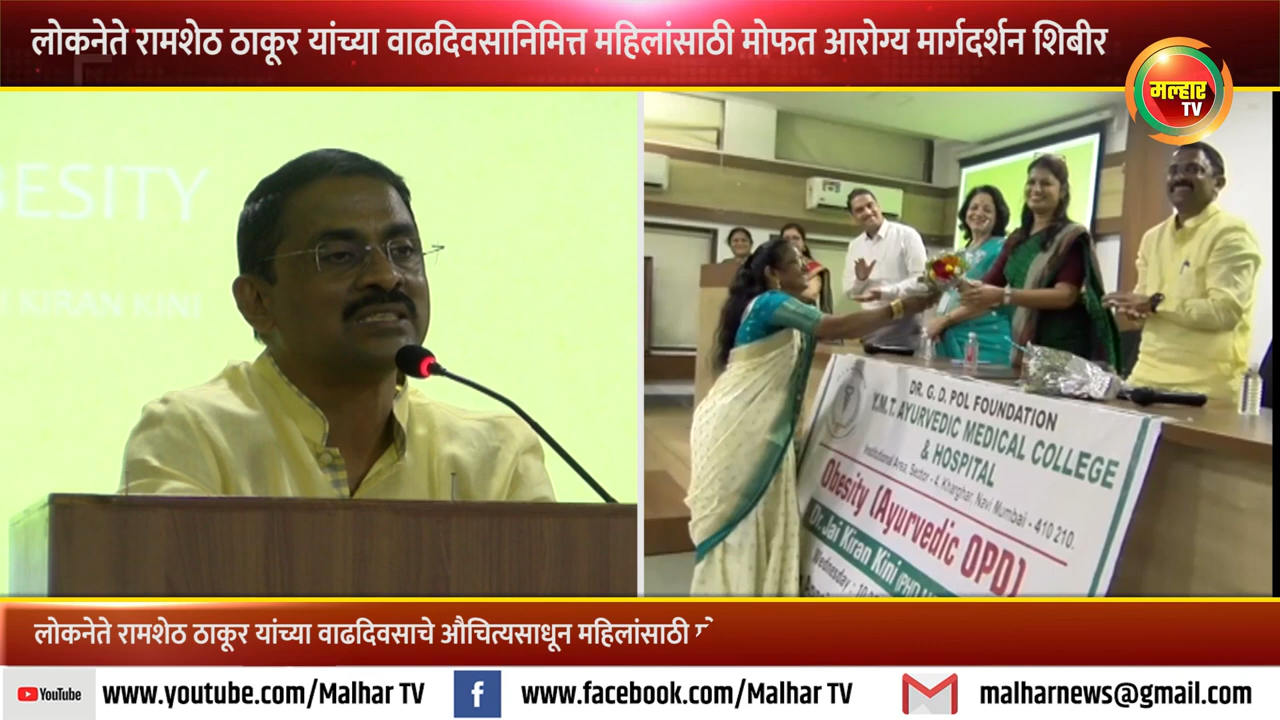 लोकनेते रामशेठ ठाकूर यांच्या वाढदिवसानिमित्त महिलांसाठी मोफत आरोग्य मार्गदर्शन शिबीर
मल्हार
TV
BESITY
KIRAN KINI
DR. G. D. POL FOUNDATION
Y.M.T. AYURVEDIC MEDICAL COLLEGE
& HOSPITAL
Institutional Area, Sector - 4, Kharghar, Navi Mumbai - 410 210.
Obesity (Ayurvedic OPD)
Dr. Jai Kiran Kini
Wednesday
लोकनेते रामशेठ ठाकूर यांच्या वाढदिवसाचे औचित्यसाधून महिलांसाठी
YouTube www.youtube.com/Malhar TV
f www.facebook.com/Malhar TV
malharnews@gmail.com